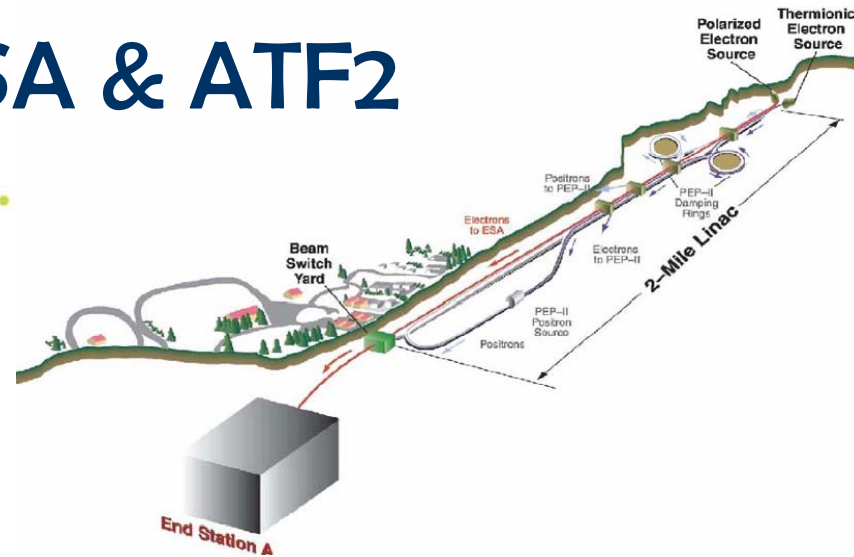 SA & ATF2
Polarized
Electron
Source
Thermionic
Electron
Source
Positrons
to PEP-II
PEP-II
Damping
Rings
Electrons
to ESA
Electrons
to PEP-II
2-Mile Linac
Beam
Switch
Yard
PEP-II
Positron
Source
Positrons
End Station A